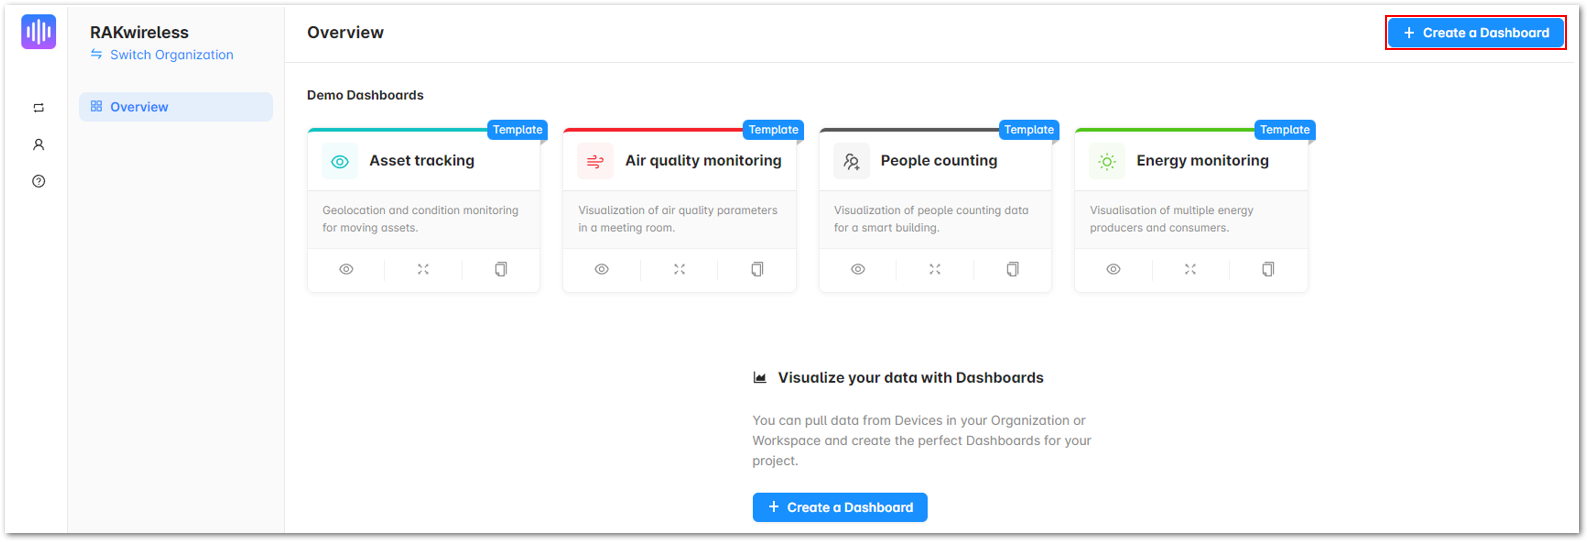 RAKwireless
Switch Organization
Overview
Overview
+ Create a Dashboard
Demo Dashboards
Template
Asset tracking
Geolocation and condition monitoring
for moving assets.
Template
Air quality monitoring
Visualization of air quality parameters
in a meeting room.
Template
People counting
Visualization of people counting data
for a smart building.
Template
Energy monitoring
Visualisation of multiple energy
producers and consumers.
Visualize your data with Dashboards
You can pull data from Devices in your Organization or
Workspace and create the perfect Dashboards for your
project.
+ Create a Dashboard